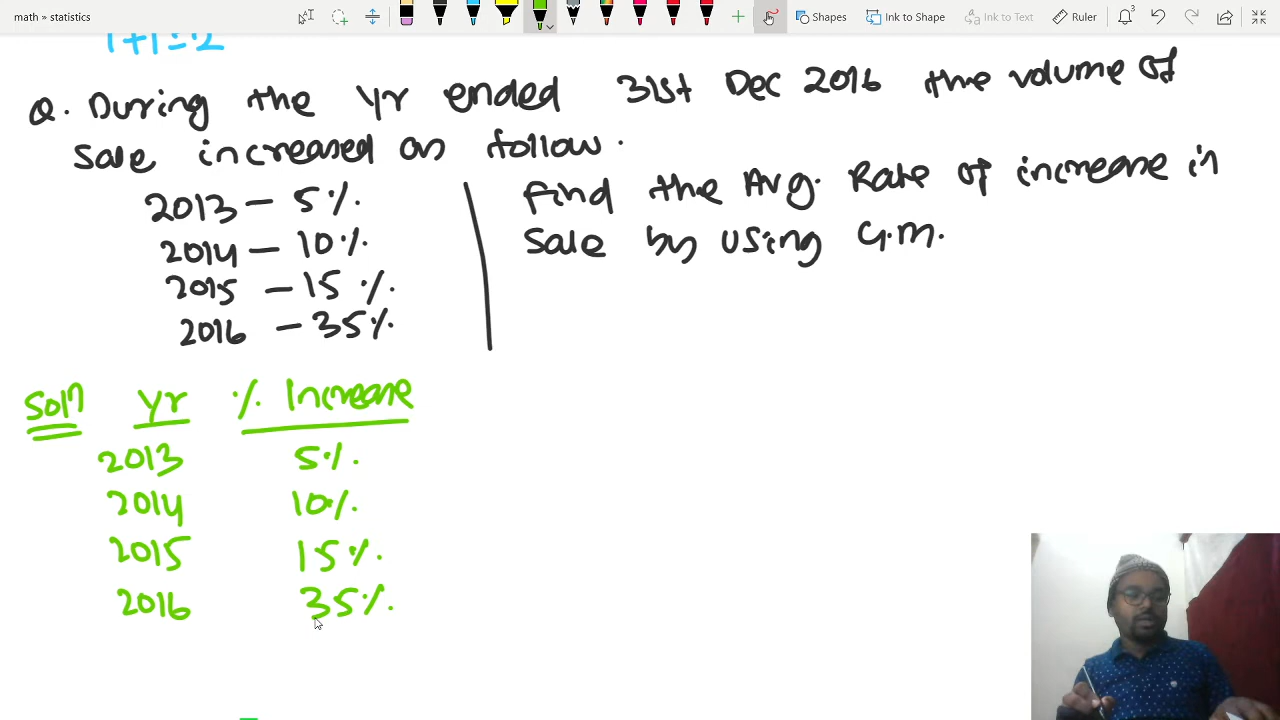 math » statistics
Shapes
Ink to Shape
Ink to Text
Ruler
1+1=2
Q. During the Yr ended 31st Dec 2016 the volume of
Sale increased as follow.
2013 - 5%
2014 - 10%
2015 - 15 %
2016 - 35%
find the Avg. Rate of increase in
Sale by using G.M.
Soln Yr % Increase
2013 5%
2014 10%
2015 15%
2016 35%